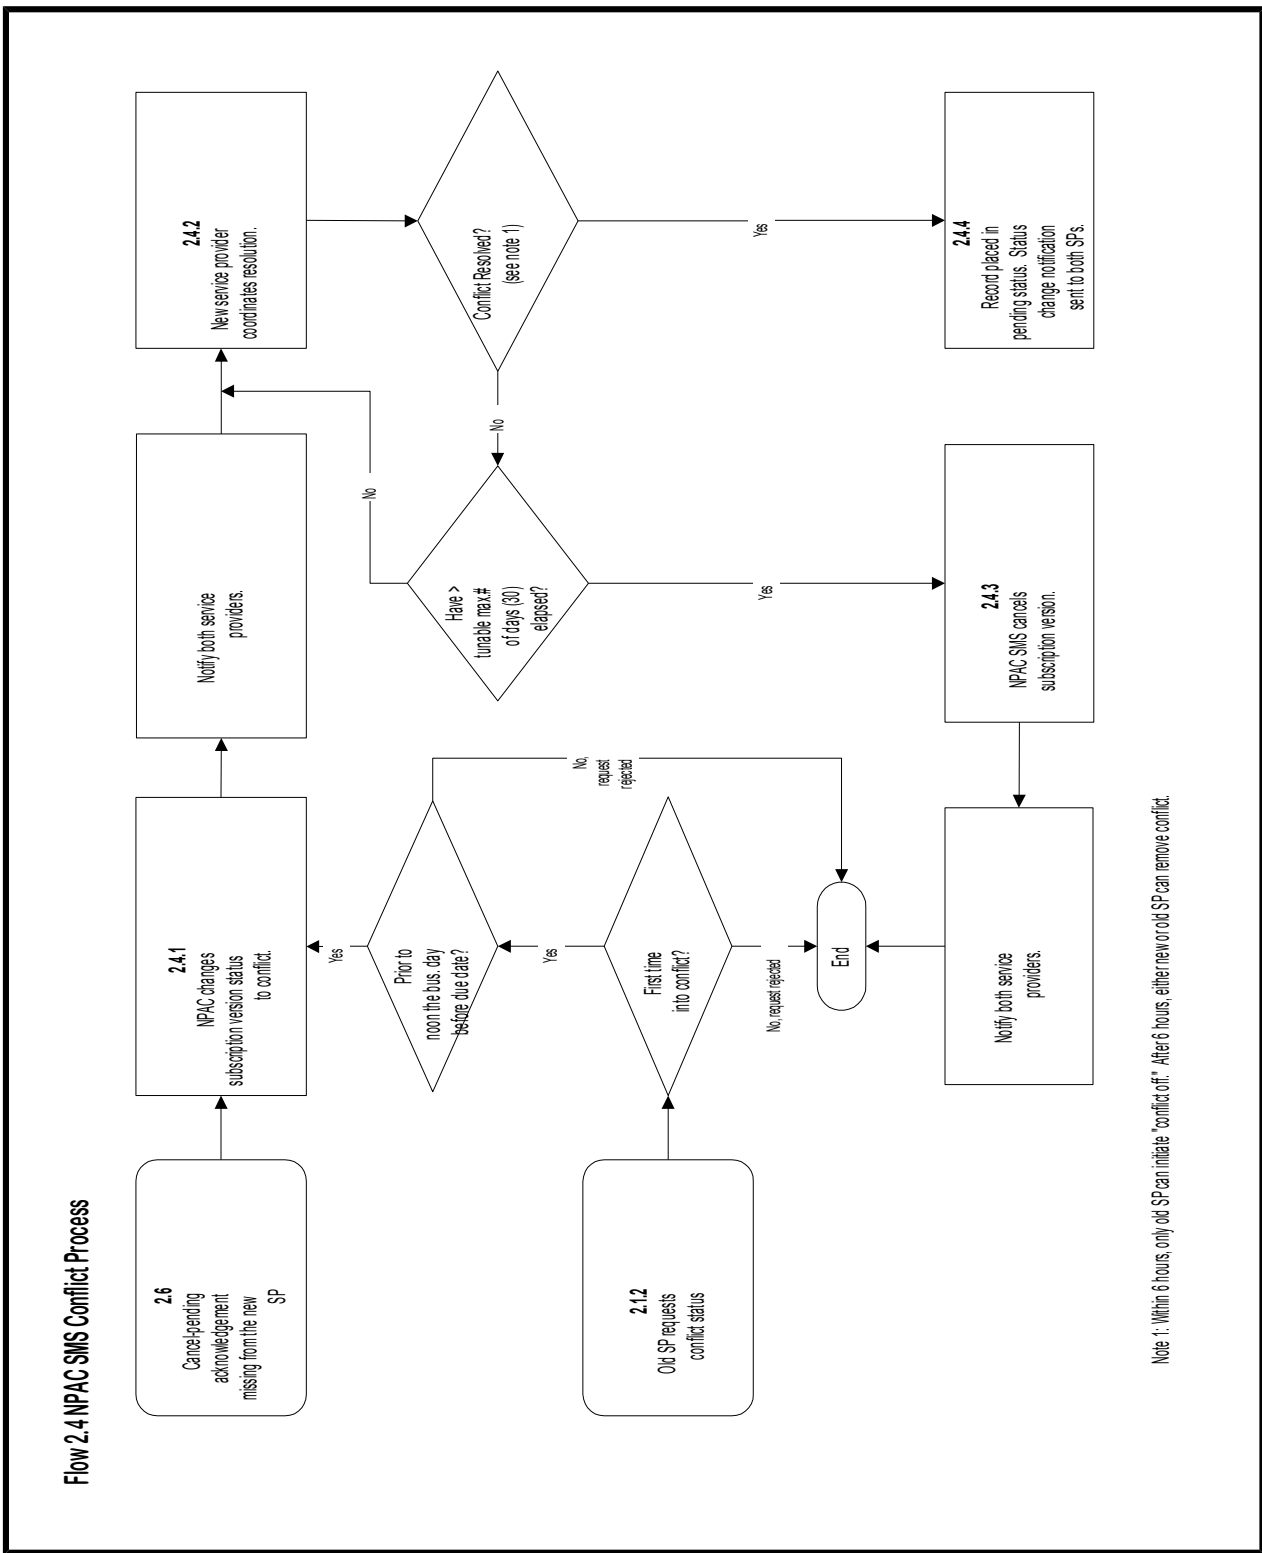 Flow 2.4 NPAC SMS Conflict Process
2.6
Cancel-pending
acknowledgement
missing from the new
SP
2.4.1
NPAC changes
subscription version status
to conflict.
Notify both service
providers.
2.4.2
New service provider
coordinates resolution.
Yes
Prior to
noon the bus. day
before due date?
No
Conflict Resolved?
(see note 1)
No
Have >
tunable max.#
of days (30)
elapsed?
Yes
No,
request
rejected
2.1.2
Old SP requests
conflict status
First time
into conflict?
Yes
Yes
No, request rejected
End
Notify both service
providers.
2.4.3
NPAC SMS cancels
subscription version.
2.4.4
Record placed in
pending status. Status
change notification
sent to both SPs.
Note 1: Within 6 hours, only old SP can initiate "conflict off." After 6 hours, either new or old SP can remove conflict.